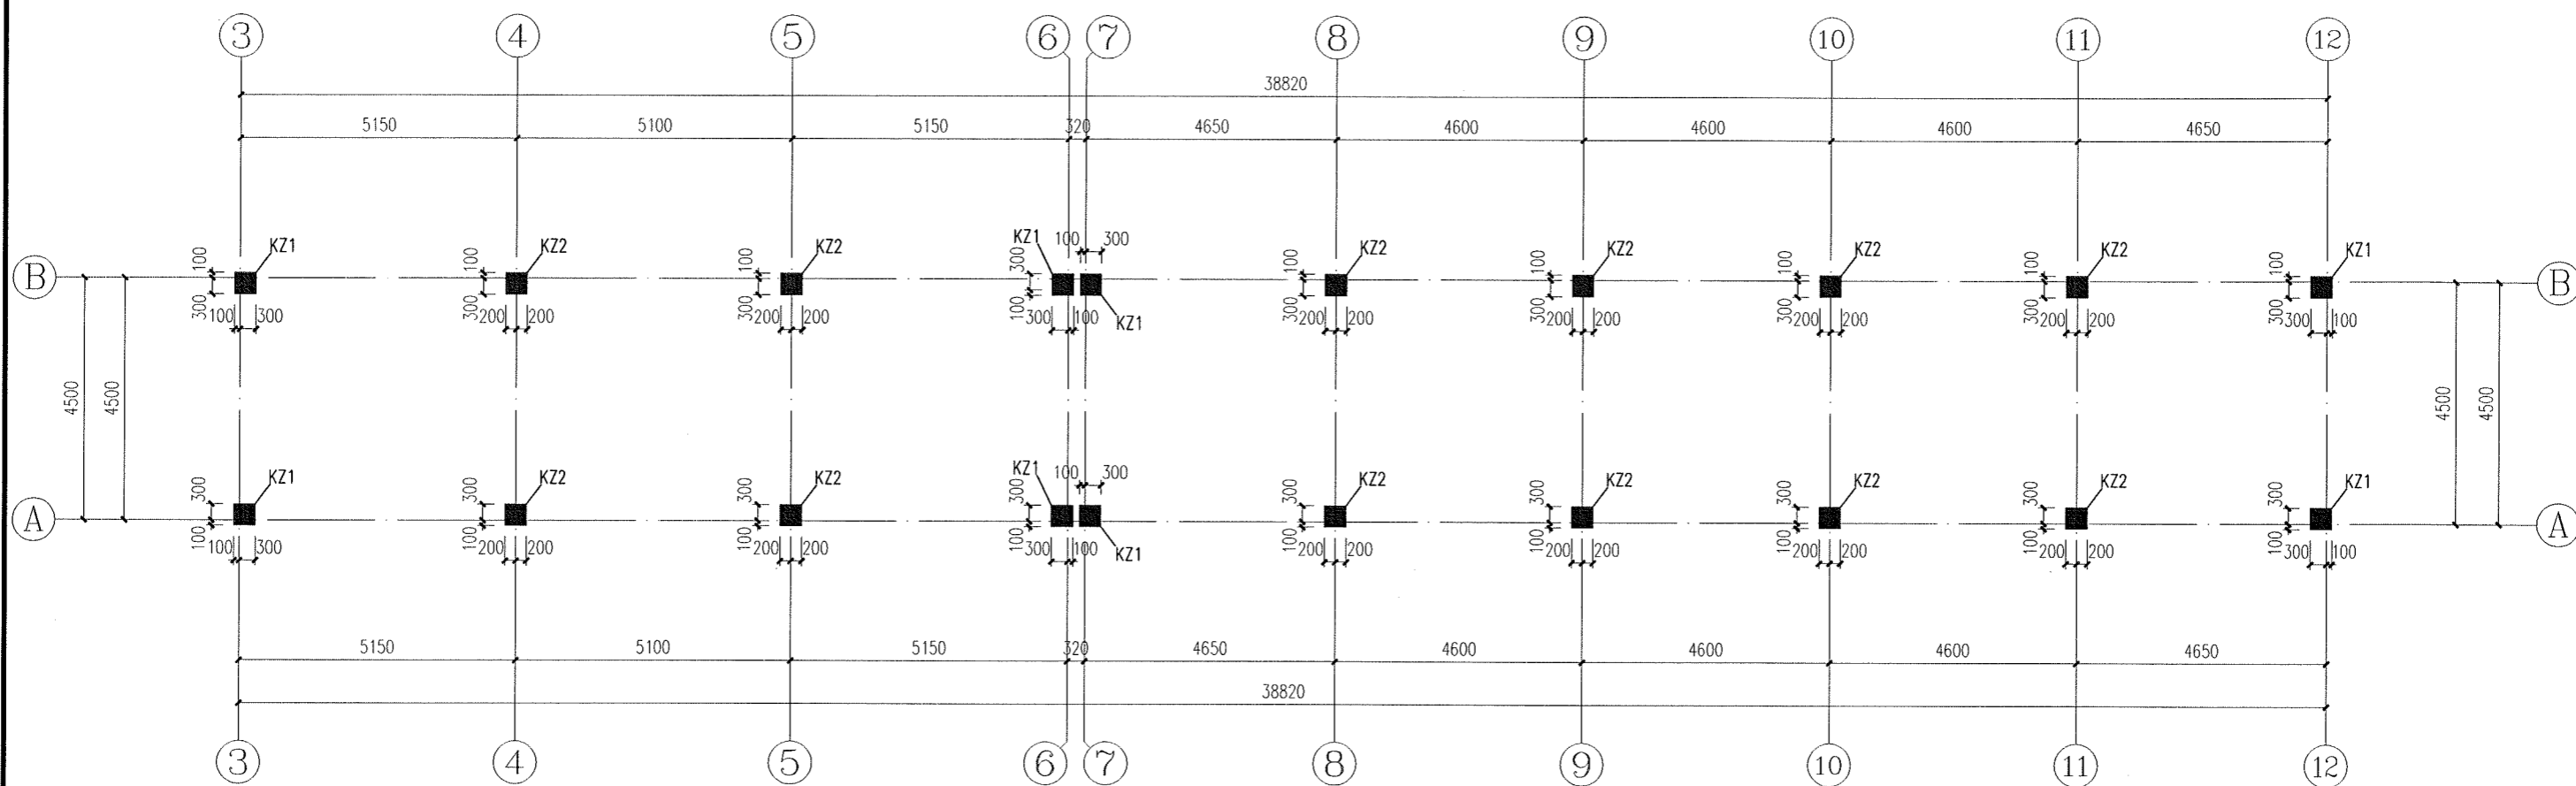 3 4 5 6 7 8 9 10 11 12
38820
5150 5100 5150 320 4650 4600 4600 4600 4650
KZ1 KZ2 KZ2 KZ1 100 300 KZ2 KZ2 KZ2 KZ2 KZ1
100 100 100 300 100 100 100 100 100
B B
300 300 300 100 300 300 300 300 300
100 300 200 200 200 200 300 100 KZ1 200 200 200 200 200 200 200 200 300 100
4500 4500 4500 4500
KZ1 KZ2 KZ2 KZ1 100 300 KZ2 KZ2 KZ2 KZ2 KZ1
300 300 300 300 300 300 300 300 300
A A
100 100 100 100 100 100 100 100 100
100 300 200 200 200 200 300 100 KZ1 200 200 200 200 200 200 200 200 300 100
5150 5100 5150 320 4650 4600 4600 4600 4650
38820
3 4 5 6 7 8 9 10 11 12